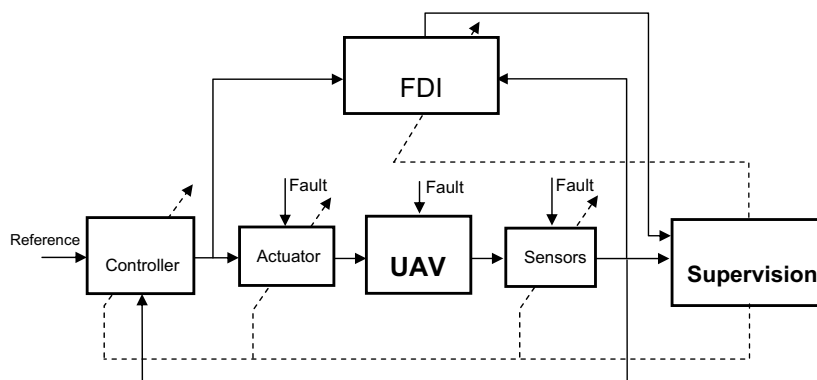 FDI
Fault
Fault
Fault
Reference
Controller
Actuator
UAV
Sensors
Supervision